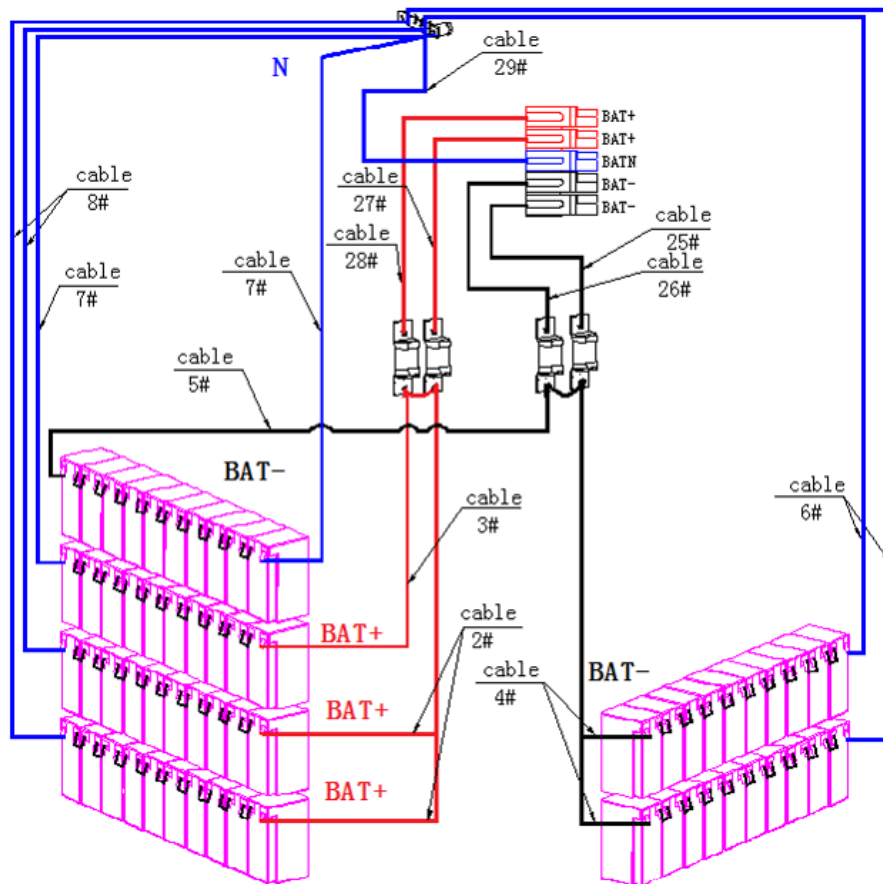 cable
29#
N
BAT+
BAT+
BATN
BAT-
BAT-
cable
8#
cable
27#
cable
28#
cable
25#
cable
26#
cable
7#
cable
7#
cable
5#
BAT-
cable
3#
cable
6#
BAT+
cable
2#
BAT-
cable
4#
BAT+
BAT+